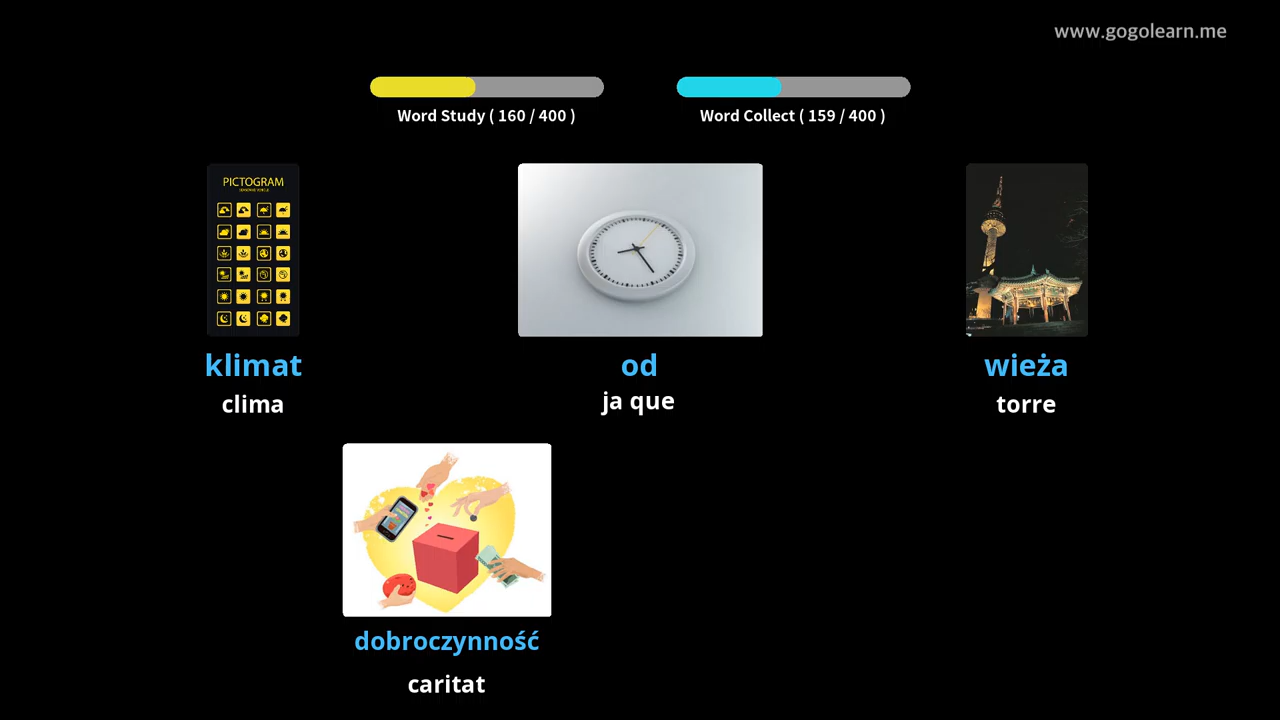 www.gogolearn.me
Word Study ( 160 / 400 )
Word Collect ( 159 / 400 )
PICTOGRAM
klimat
clima
od
ja que
wieża
torre
dobroczynność
caritat